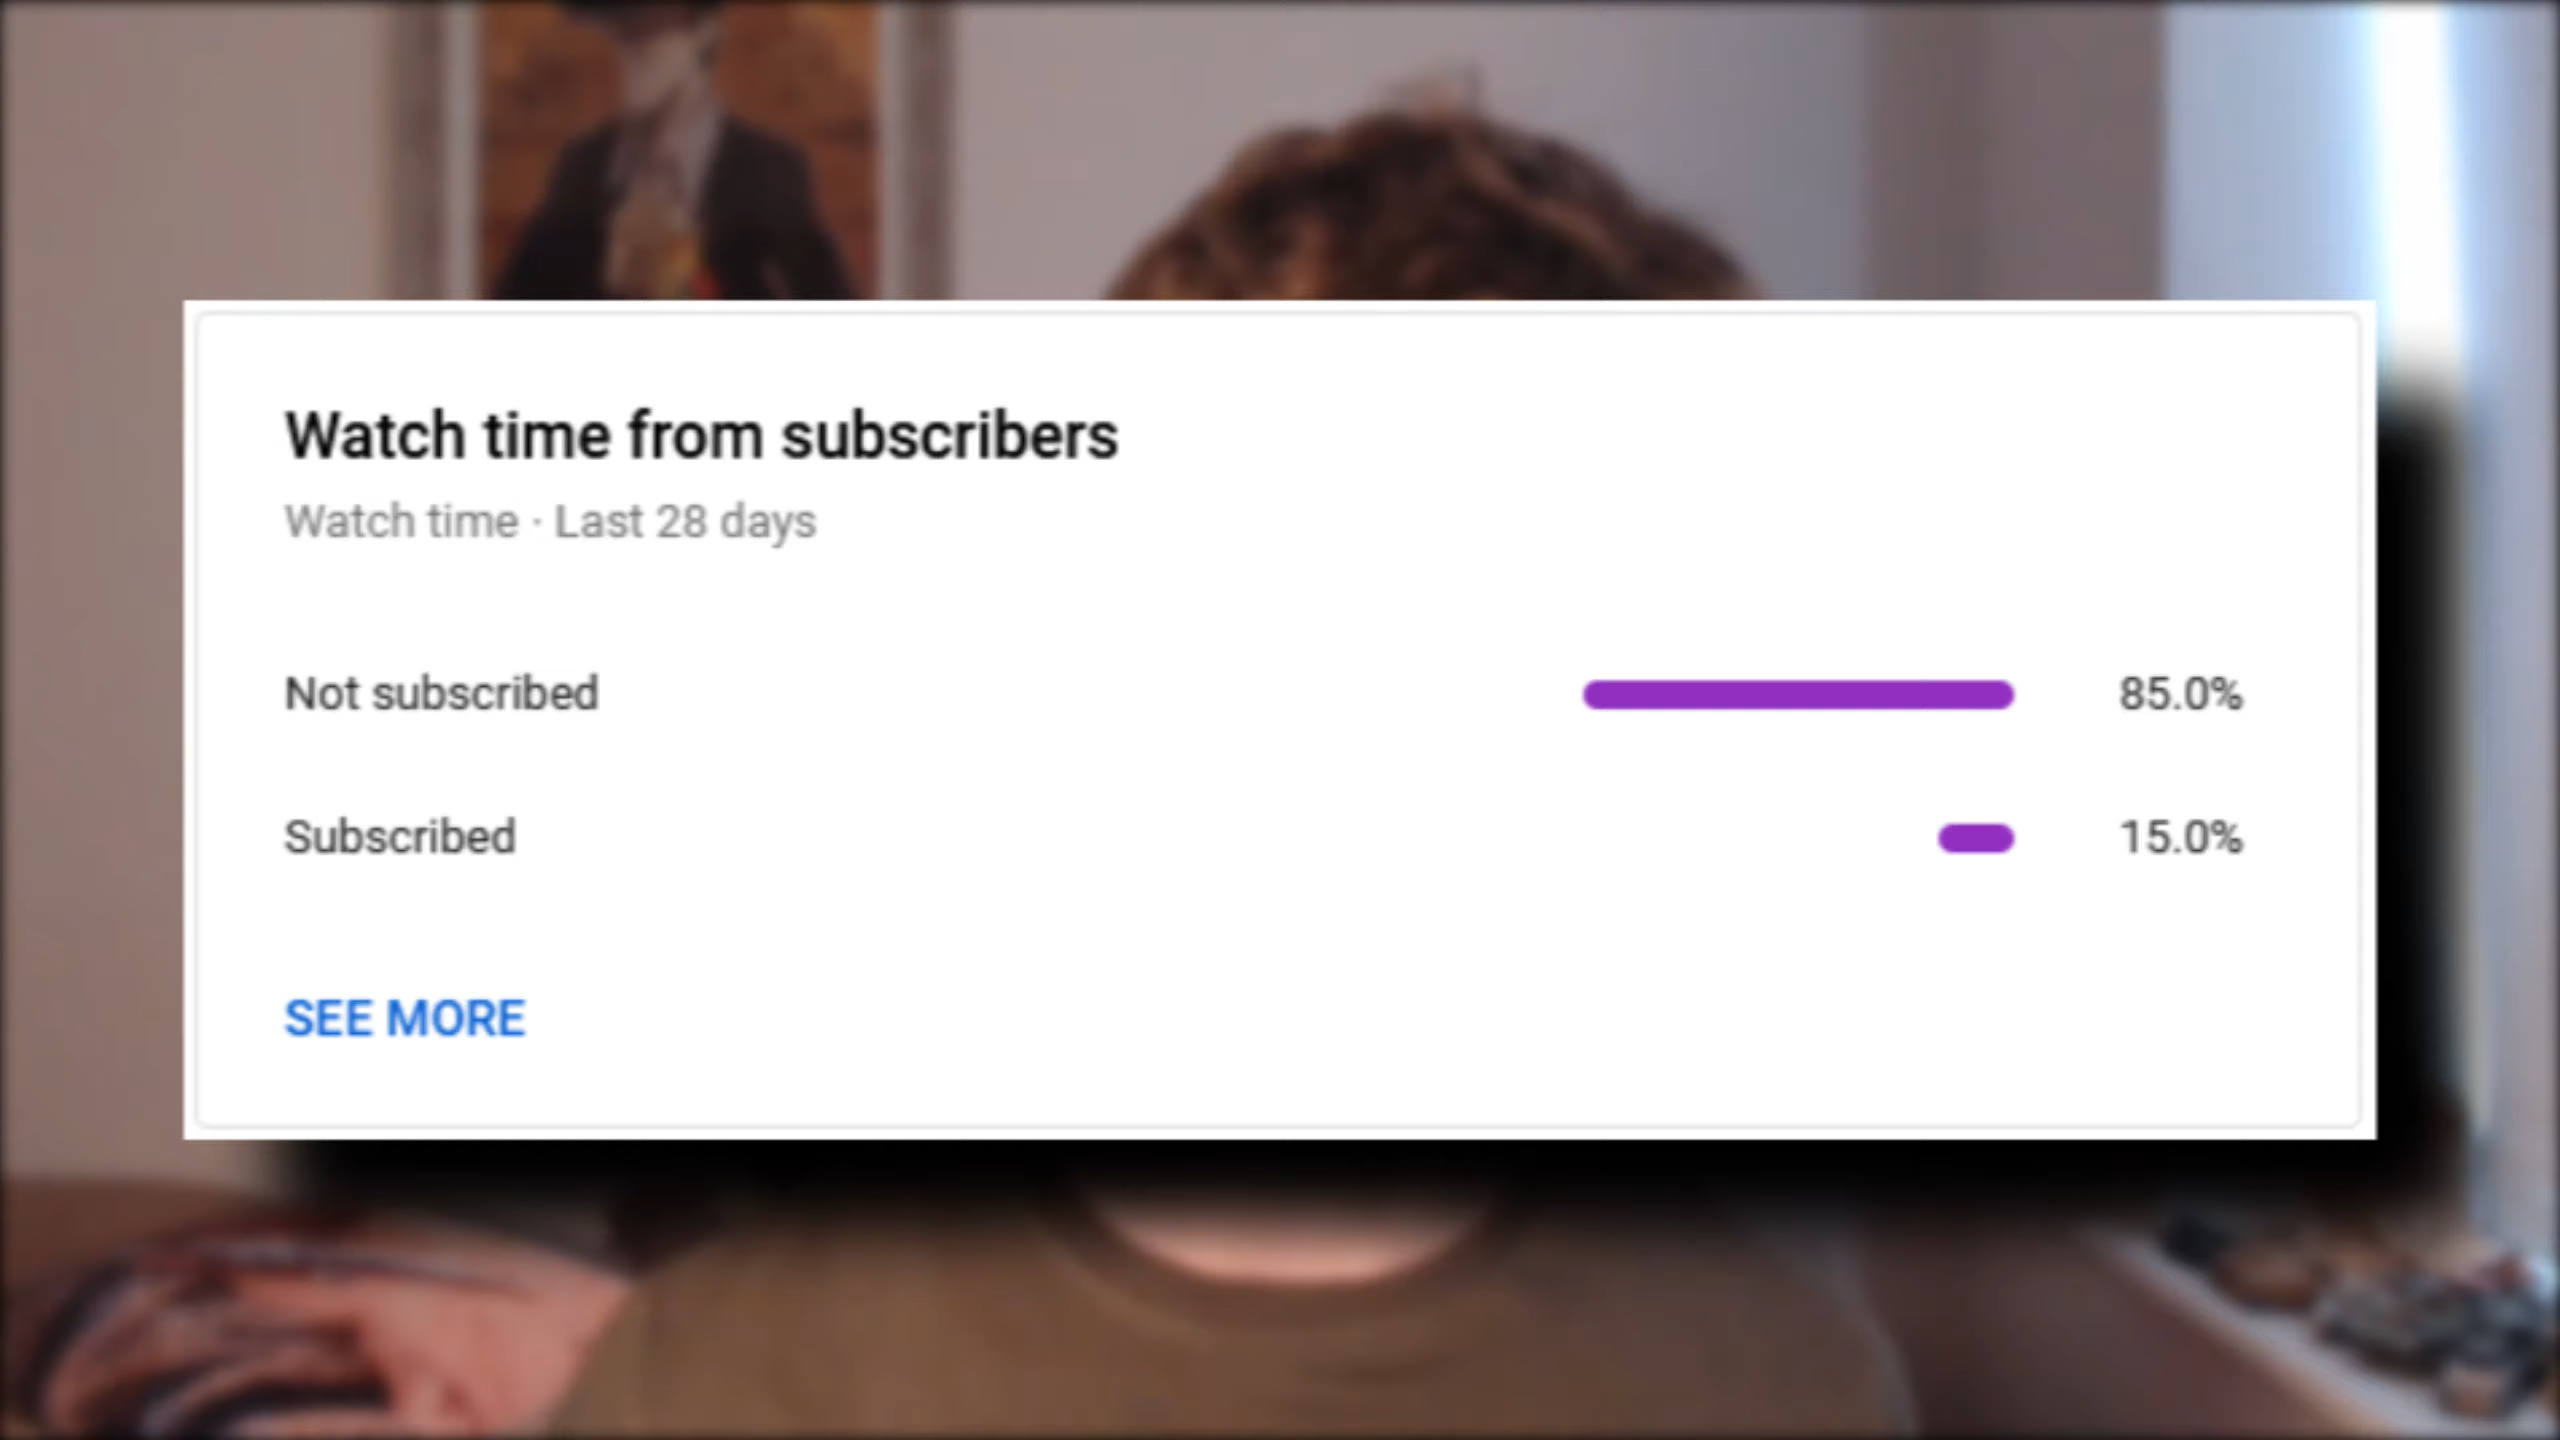 Watch time from subscribers
Watch time · Last 28 days
Not subscribed 85.0%
Subscribed 15.0%
SEE MORE